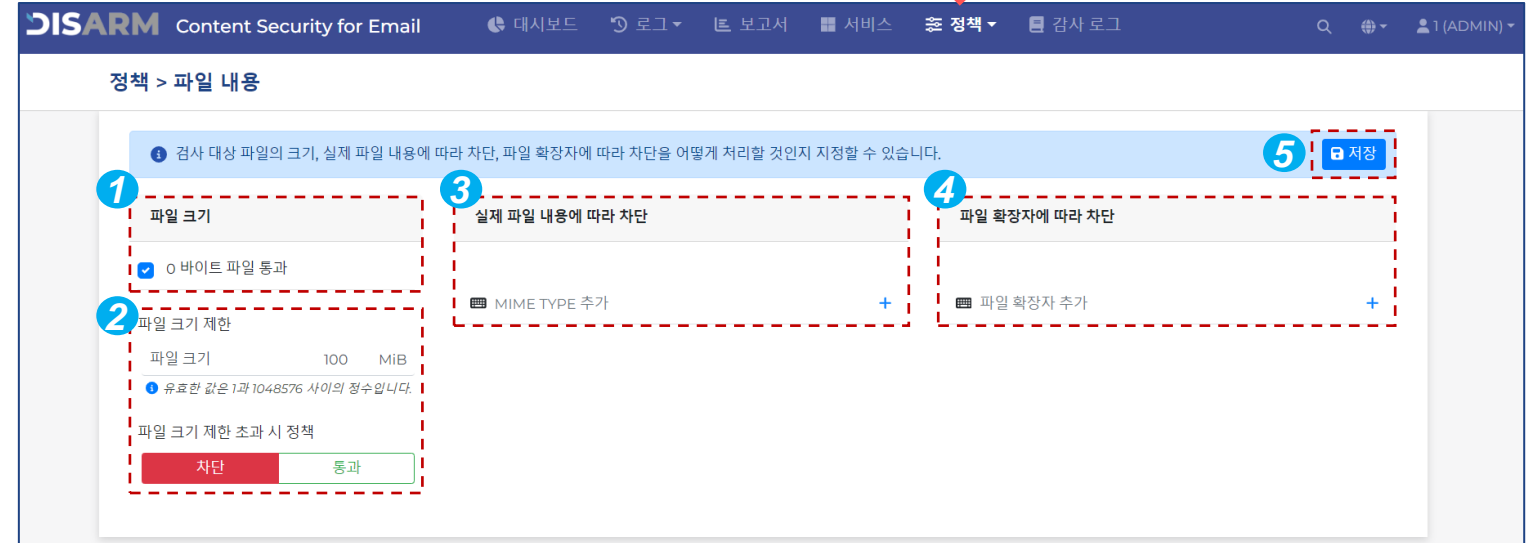 DISARM Content Security for Email 대시보드 로그 보고서 서비스 정책 감사 로그 1 (ADMIN)
정책 > 파일 내용
검사 대상 파일의 크기, 실제 파일 내용에 따라 차단, 파일 확장자에 따라 차단을 어떻게 처리할 것인지 지정할 수 있습니다.
5 저장
1
파일 크기
0 바이트 파일 통과
2
파일 크기 제한
파일 크기 100 MiB
유효한 값은 1과 1048576 사이의 정수입니다.
파일 크기 제한 초과 시 정책
차단 통과
3
실제 파일 내용에 따라 차단
MIME TYPE 추가 +
4
파일 확장자에 따라 차단
파일 확장자 추가 +